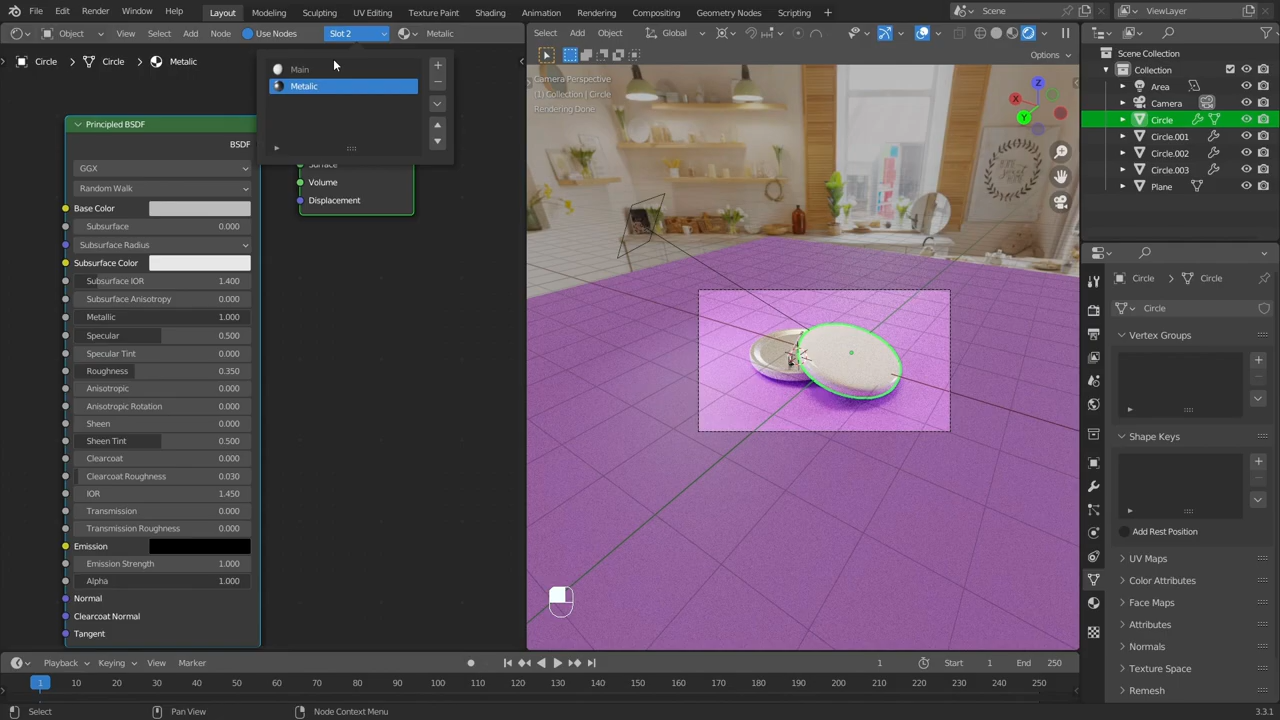 File Edit Render Window Help Layout Modeling Sculpting UV Editing Texture Paint Shading Animation Rendering Compositing Geometry Nodes Scripting + Scene ViewLayer
Object View Select Add Node Use Nodes Slot 2 Metalic
Edit Select Add Object Global
Options
Circle > Circle > Metalic
Main
Metalic
Principled BSDF
BSDF
GGX
Random Walk
Base Color
Subsurface 0.000
Subsurface Radius
Subsurface Color
Subsurface IOR 1.400
Subsurface Anisotropy 0.000
Metallic 1.000
Specular 0.500
Specular Tint 0.000
Roughness 0.350
Anisotropic 0.000
Anisotropic Rotation 0.000
Sheen 0.000
Sheen Tint 0.500
Clearcoat 0.000
Clearcoat Roughness 0.030
IOR 1.450
Transmission 0.000
Transmission Roughness 0.000
Emission
Emission Strength 1.000
Alpha 1.000
Normal
Clearcoat Normal
Tangent
Surface
Volume
Displacement
Camera Perspective
(1) Collection | Circle
Rendering Done
Z
X
Y
Scene Collection
Collection
Area
Camera
Circle
Circle.001
Circle.002
Circle.003
Plane
Circle > Circle
Circle
Vertex Groups
Shape Keys
Add Rest Position
UV Maps
Color Attributes
Face Maps
Attributes
Normals
Texture Space
Remesh
Playback Keying View Marker 1 Start 1 End 250
1 10 20 30 40 50 60 70 80 90 100 110 120 130 140 150 160 170 180 190 200 210 220 230 240 250
Select Pan View Node Context Menu 3.3.1